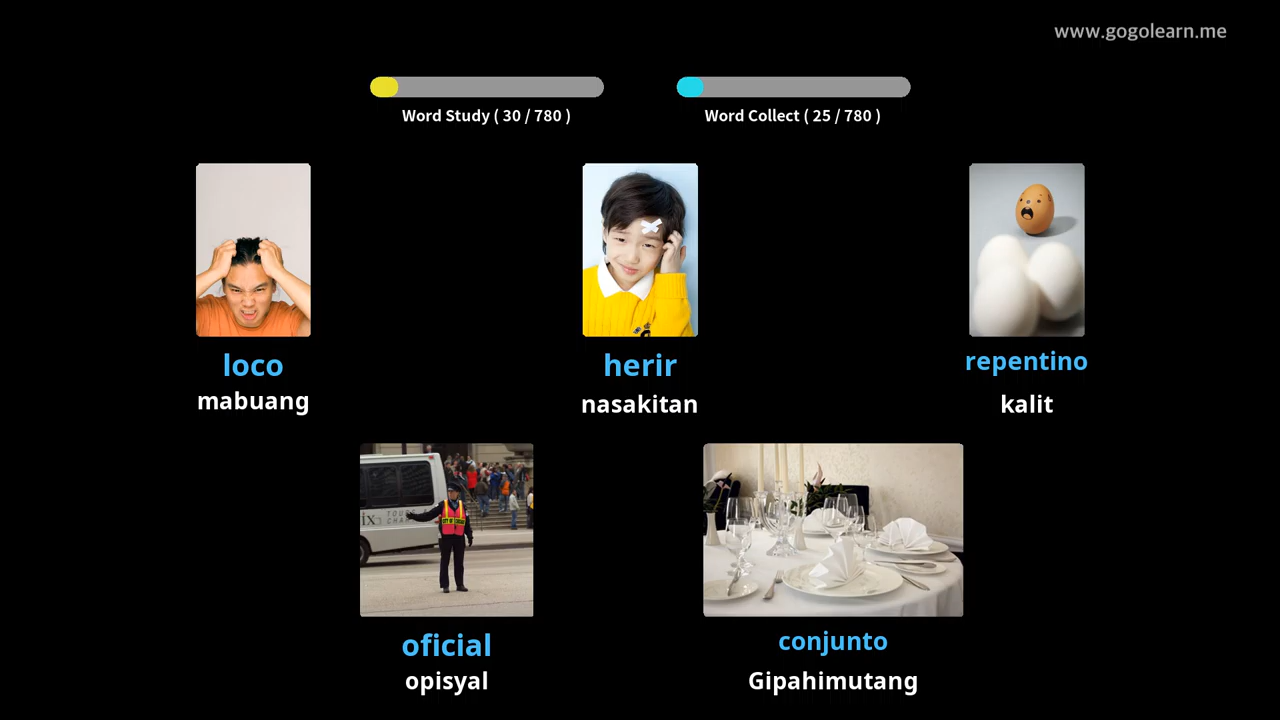 www.gogolearn.me
Word Study ( 30 / 780 )
Word Collect ( 25 / 780 )
loco
mabuang
herir
nasakitan
repentino
kalit
oficial
opisyal
conjunto
Gipahimutang